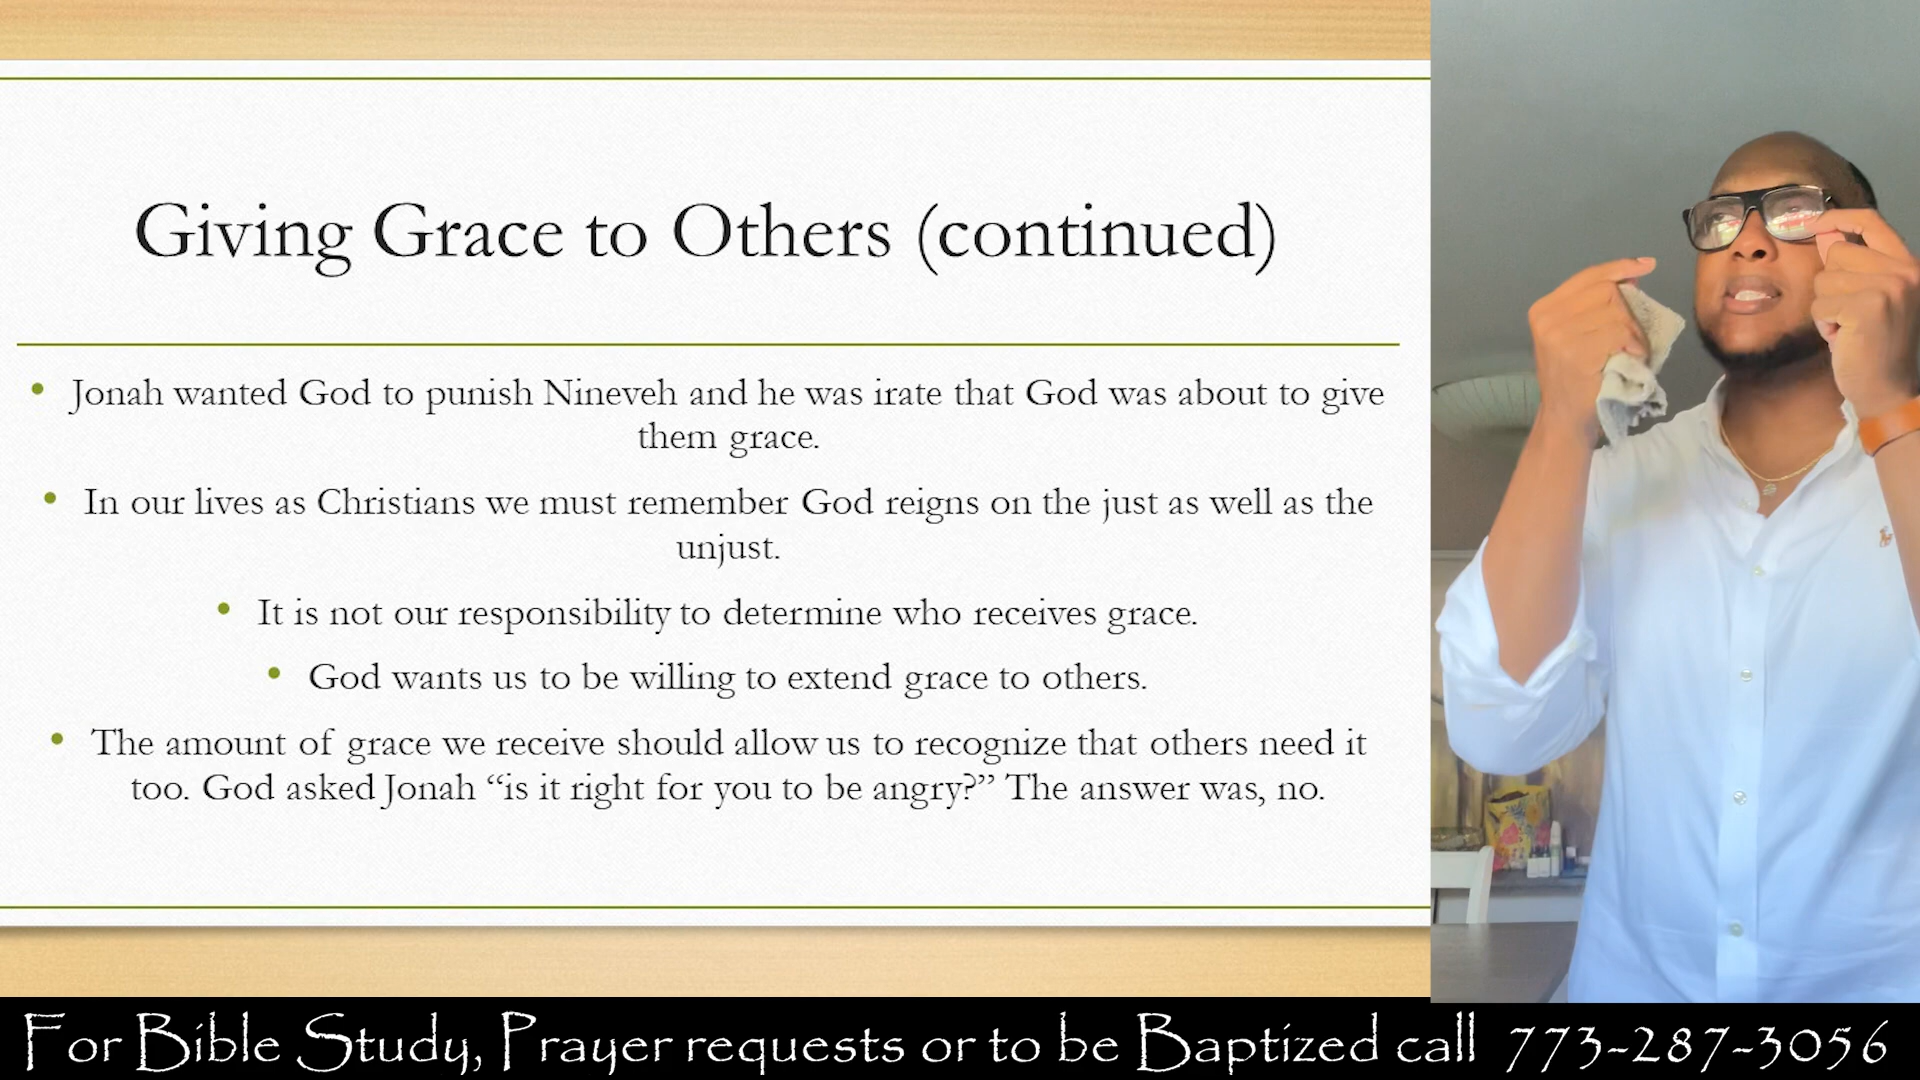 Giving Grace to Others (continued)
• Jonah wanted God to punish Nineveh and he was irate that God was about to give
them grace.
• In our lives as Christians we must remember God reigns on the just as well as the
unjust.
• It is not our responsibility to determine who receives grace.
• God wants us to be willing to extend grace to others.
• The amount of grace we receive should allow us to recognize that others need it
too. God asked Jonah “is it right for you to be angry?” The answer was, no.
For Bible Study, Prayer requests or to be Baptized call 773-287-3056